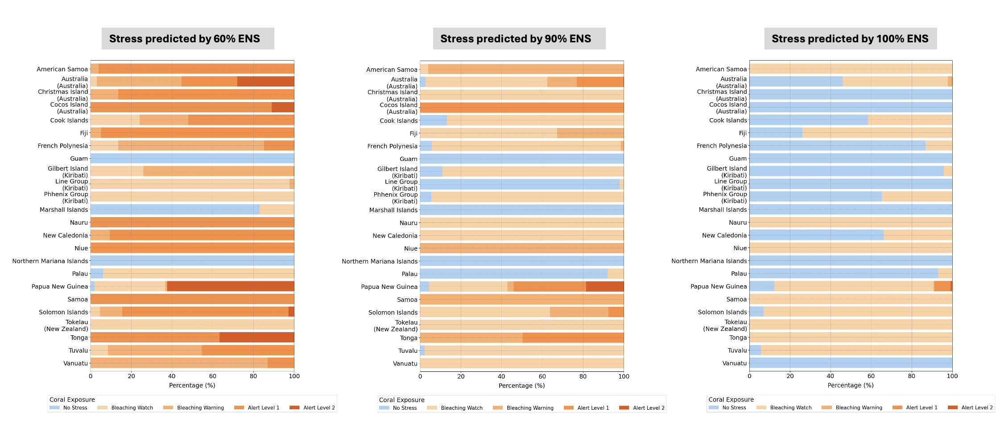 Stress predicted by 60% ENS
American Samoa
Australia
(Australia)
Christmas Island
(Australia)
Cocos Island
(Australia)
Cook Islands
Fiji
French Polynesia
Guam
Gilbert Island
(Kiribati)
Line Group
(Kiribati)
Phhenix Group
(Kiribati)
Marshall Islands
Nauru
New Caledonia
Niue
Northern Mariana Islands
Palau
Papua New Guinea
Samoa
Solomon Islands
Tokelau
(New Zealand)
Tonga
Tuvalu
Vanuatu
0 20 40 60 80 100
Percentage (%)
Coral Exposure
No Stress Bleaching Watch Bleaching Warning Alert Level 1 Alert Level 2
Stress predicted by 90% ENS
American Samoa
Australia
(Australia)
Christmas Island
(Australia)
Cocos Island
(Australia)
Cook Islands
Fiji
French Polynesia
Guam
Gilbert Island
(Kiribati)
Line Group
(Kiribati)
Phhenix Group
(Kiribati)
Marshall Islands
Nauru
New Caledonia
Niue
Northern Mariana Islands
Palau
Papua New Guinea
Samoa
Solomon Islands
Tokelau
(New Zealand)
Tonga
Tuvalu
Vanuatu
0 20 40 60 80 100
Percentage (%)
Coral Exposure
No Stress Bleaching Watch Bleaching Warning Alert Level 1 Alert Level 2
Stress predicted by 100% ENS
American Samoa
Australia
(Australia)
Christmas Island
(Australia)
Cocos Island
(Australia)
Cook Islands
Fiji
French Polynesia
Guam
Gilbert Island
(Kiribati)
Line Group
(Kiribati)
Phhenix Group
(Kiribati)
Marshall Islands
Nauru
New Caledonia
Niue
Northern Mariana Islands
Palau
Papua New Guinea
Samoa
Solomon Islands
Tokelau
(New Zealand)
Tonga
Tuvalu
Vanuatu
0 20 40 60 80 100
Percentage (%)
Coral Exposure
No Stress Bleaching Watch Bleaching Warning Alert Level 1 Alert Level 2